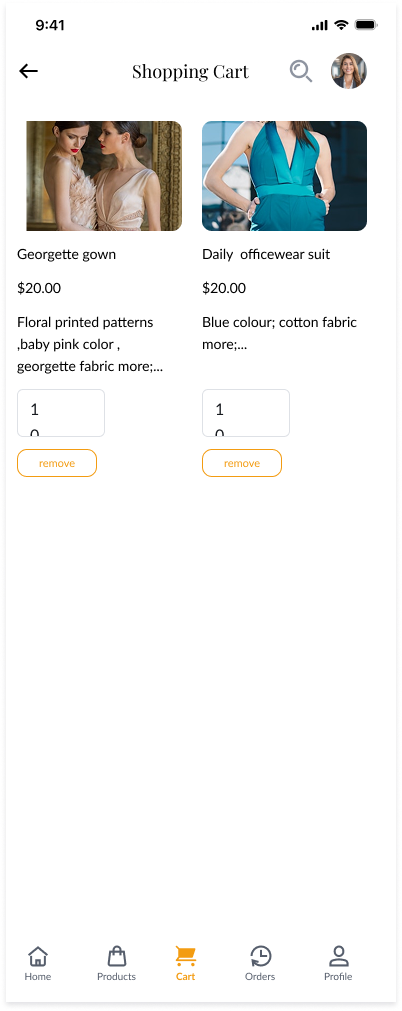 9:41
Shopping Cart
Georgette gown
Daily officewear suit
$20.00
$20.00
Floral printed patterns
,baby pink color ,
georgette fabric more;...
Blue colour; cotton fabric
more;...
1
0
1
0
remove
remove
Home
Products
Cart
Orders
Profile